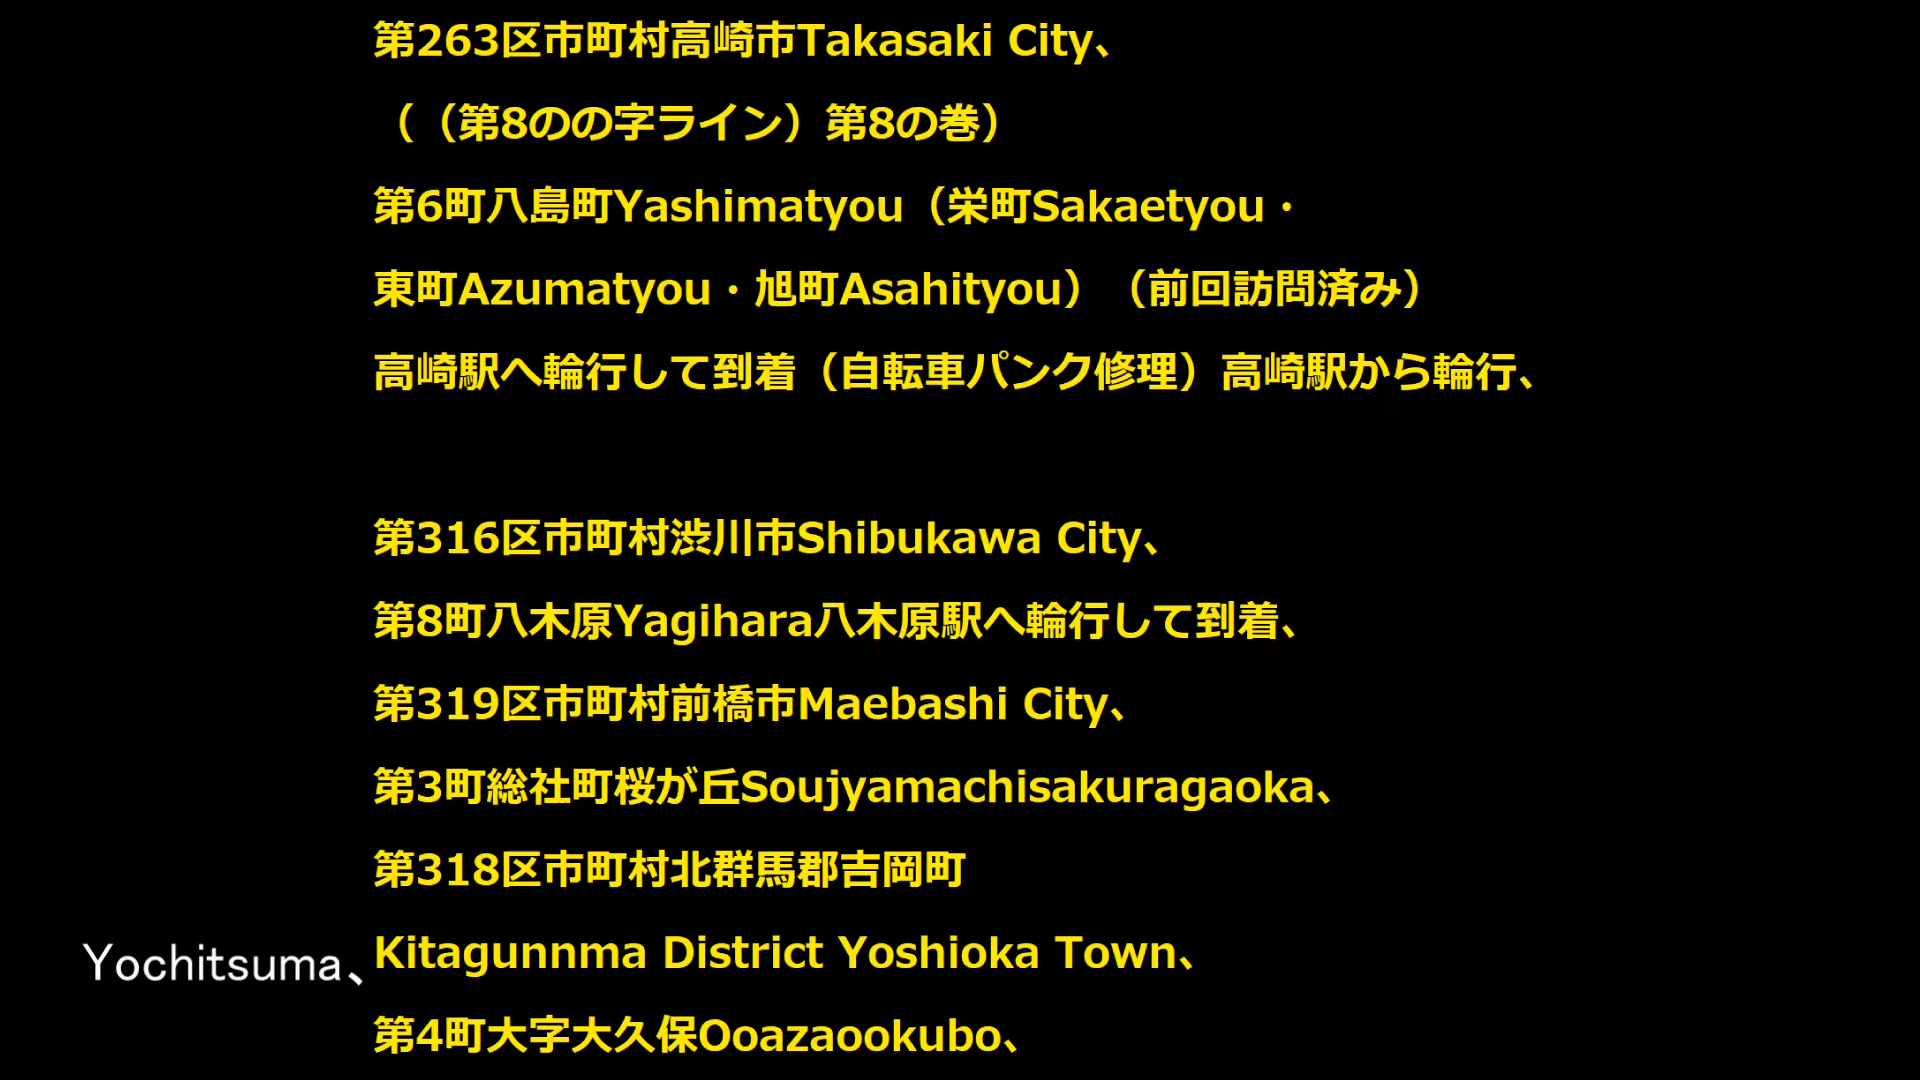 第263区市町村高崎市Takasaki City、
（（第8のの字ライン）第8の巻）
第6町八島町Yashimatyou（栄町Sakaetyou・
東町Azumatyou・旭町Asahityou）（前回訪問済み）
高崎駅へ輪行して到着（自転車パンク修理）高崎駅から輪行、
第316区市町村渋川市Shibukawa City、
第8町八木原Yagihara八木原駅へ輪行して到着、
第319区市町村前橋市Maebashi City、
第3町総社町桜が丘Soujyamachisakuragaoka、
第318区市町村北群馬郡吉岡町
Yochitsuma、
Kitagunnma District Yoshioka Town、
第4町大字大久保Ooazaookubo、